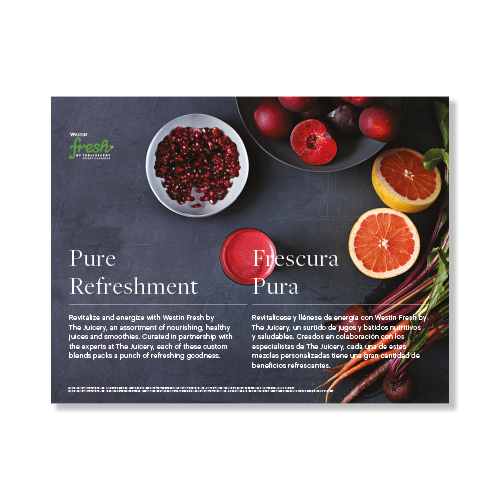 Westin
fresh
BY THE JUICERY
Pure
Refreshment
Revitalize and energize with Westin Fresh by
The Juicery, an assortment of nourishing, healthy
juices and smoothies. Curated in partnership with
the experts at The Juicery, each of these custom
blends packs a punch of refreshing goodness.
Frescura
Pura
Revitalícese y llénese de energía con Westin Fresh by
The Juicery, un surtido de jugos y batidos nutritivos
y saludables. Creados en colaboración con los
especialistas de The Juicery, cada una de estas
mezclas personalizadas tiene una gran cantidad de
beneficios refrescantes.